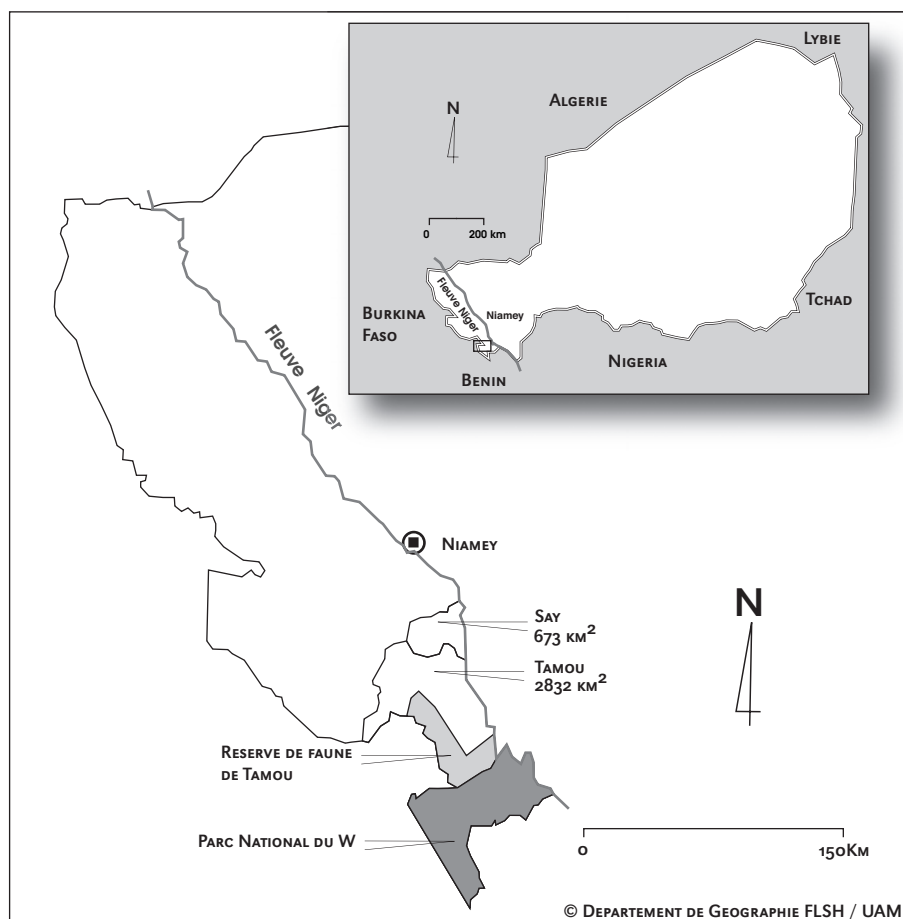 Lybie
Algerie
N
0 200 km
Fleuve Niger
Niamey
Burkina
Faso
Tchad
Nigeria
Benin
Fleuve Niger
Niamey
Say
673 km²
Tamou
2832 km²
N
Reserve de faune
de Tamou
Parc National du W
0 150Km
© Departement de Geographie FLSH / UAM